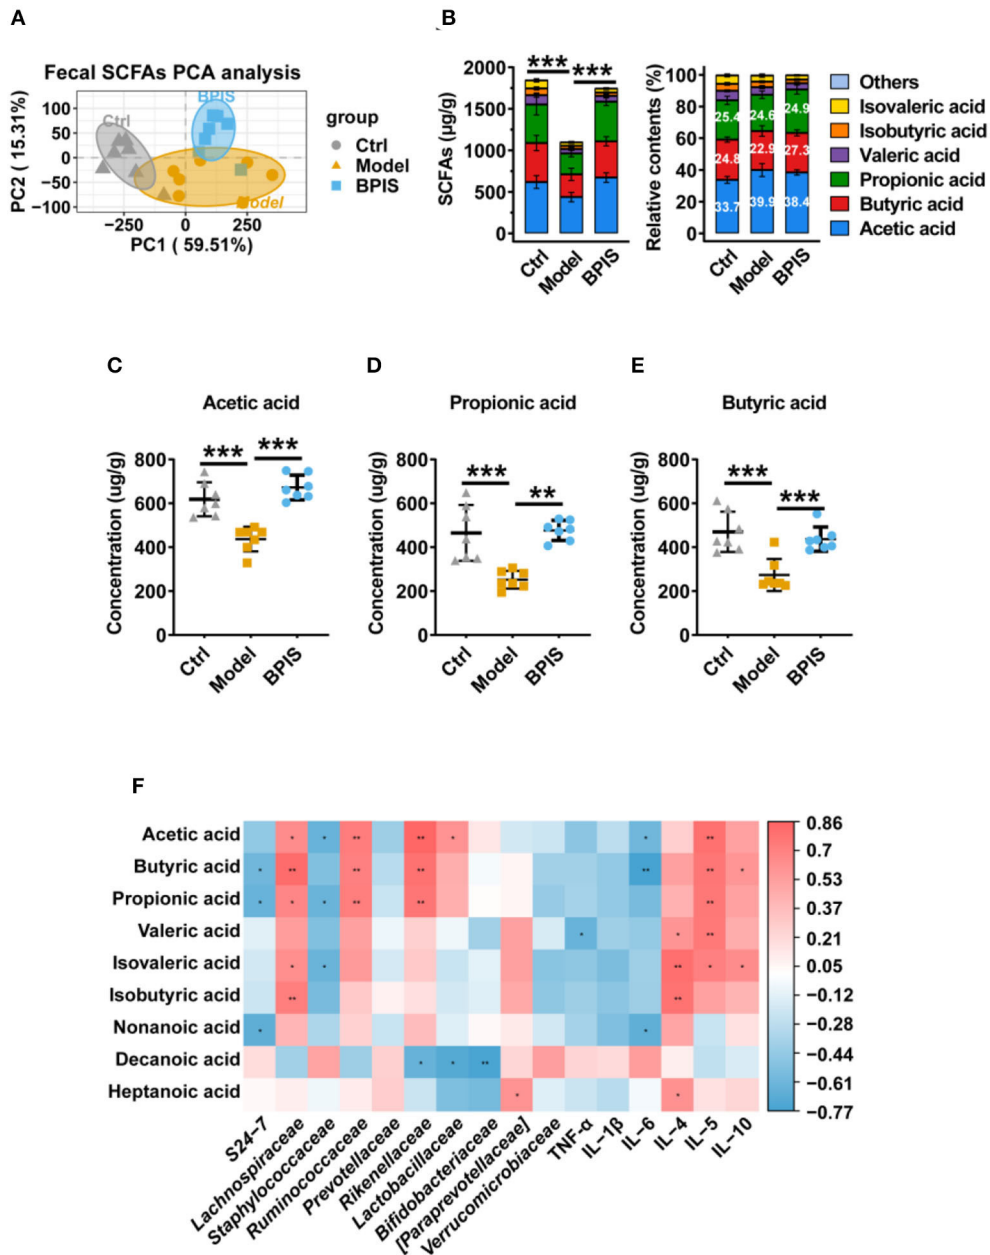 A
B
Fecal SCFAs PCA analysis
PC2 ( 15.31%)
100
50
0
−50
−100
Ctrl
BPIS
Model
−250
0
250
PC1 ( 59.51%)
group
Ctrl
Model
BPIS
SCFAs (μg/g)
2000
1500
1000
500
0
***
***
Ctrl
Model
BPIS
Relative contents (%)
100
80
60
40
20
0
25.4
24.6
24.9
24.8
22.9
27.3
33.7
39.9
38.4
Ctrl
Model
BPIS
Others
Isovaleric acid
Isobutyric acid
Valeric acid
Propionic acid
Butyric acid
Acetic acid
C
Acetic acid
Concentration (ug/g)
800
600
400
200
0
***
***
Ctrl
Model
BPIS
D
Propionic acid
Concentration (ug/g)
800
600
400
200
0
***
**
Ctrl
Model
BPIS
E
Butyric acid
Concentration (ug/g)
800
600
400
200
0
***
***
Ctrl
Model
BPIS
F
Acetic acid * * ** ** * * **
Butyric acid * ** ** ** ** ** *
Propionic acid * * * ** ** **
Valeric acid * * **
Isovaleric acid * * ** * *
Isobutyric acid ** **
Nonanoic acid * *
Decanoic acid * * **
Heptanoic acid * *
S24−7
Lachnospiraceae
Staphylococcaceae
Ruminococcaceae
Prevotellaceae
Rikenellaceae
Lactobacillaceae
Bifidobacteriaceae
[Paraprevotellaceae]
Verrucomicrobiaceae
TNF−α
IL−1β
IL−6
IL−4
IL−5
IL−10
0.86
0.7
0.53
0.37
0.21
0.05
−0.12
−0.28
−0.44
−0.61
−0.77